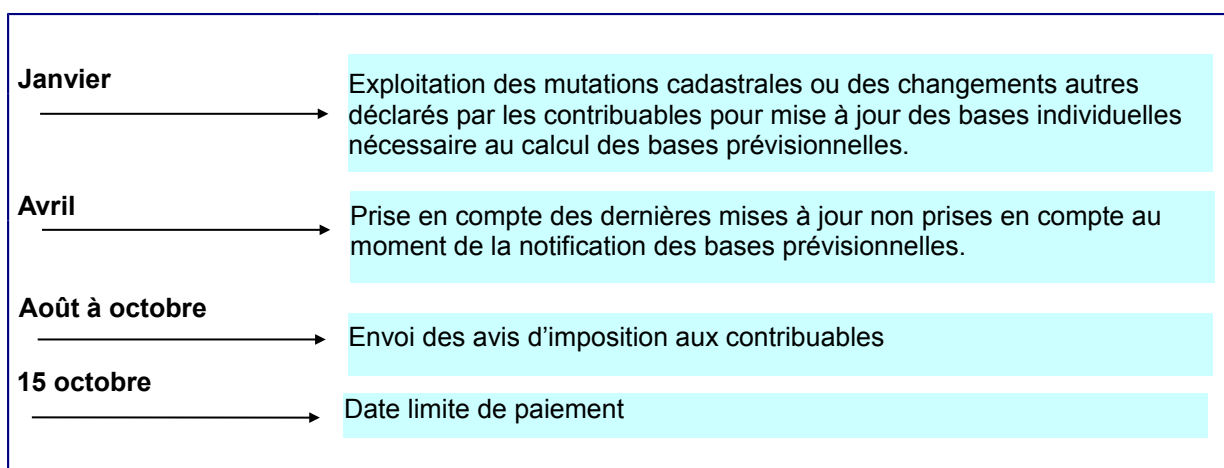 Janvier
Exploitation des mutations cadastrales ou des changements autres
déclarés par les contribuables pour mise à jour des bases individuelles
nécessaire au calcul des bases prévisionnelles.
Avril
Prise en compte des dernières mises à jour non prises en compte au
moment de la notification des bases prévisionnelles.
Août à octobre
Envoi des avis d’imposition aux contribuables
15 octobre
Date limite de paiement